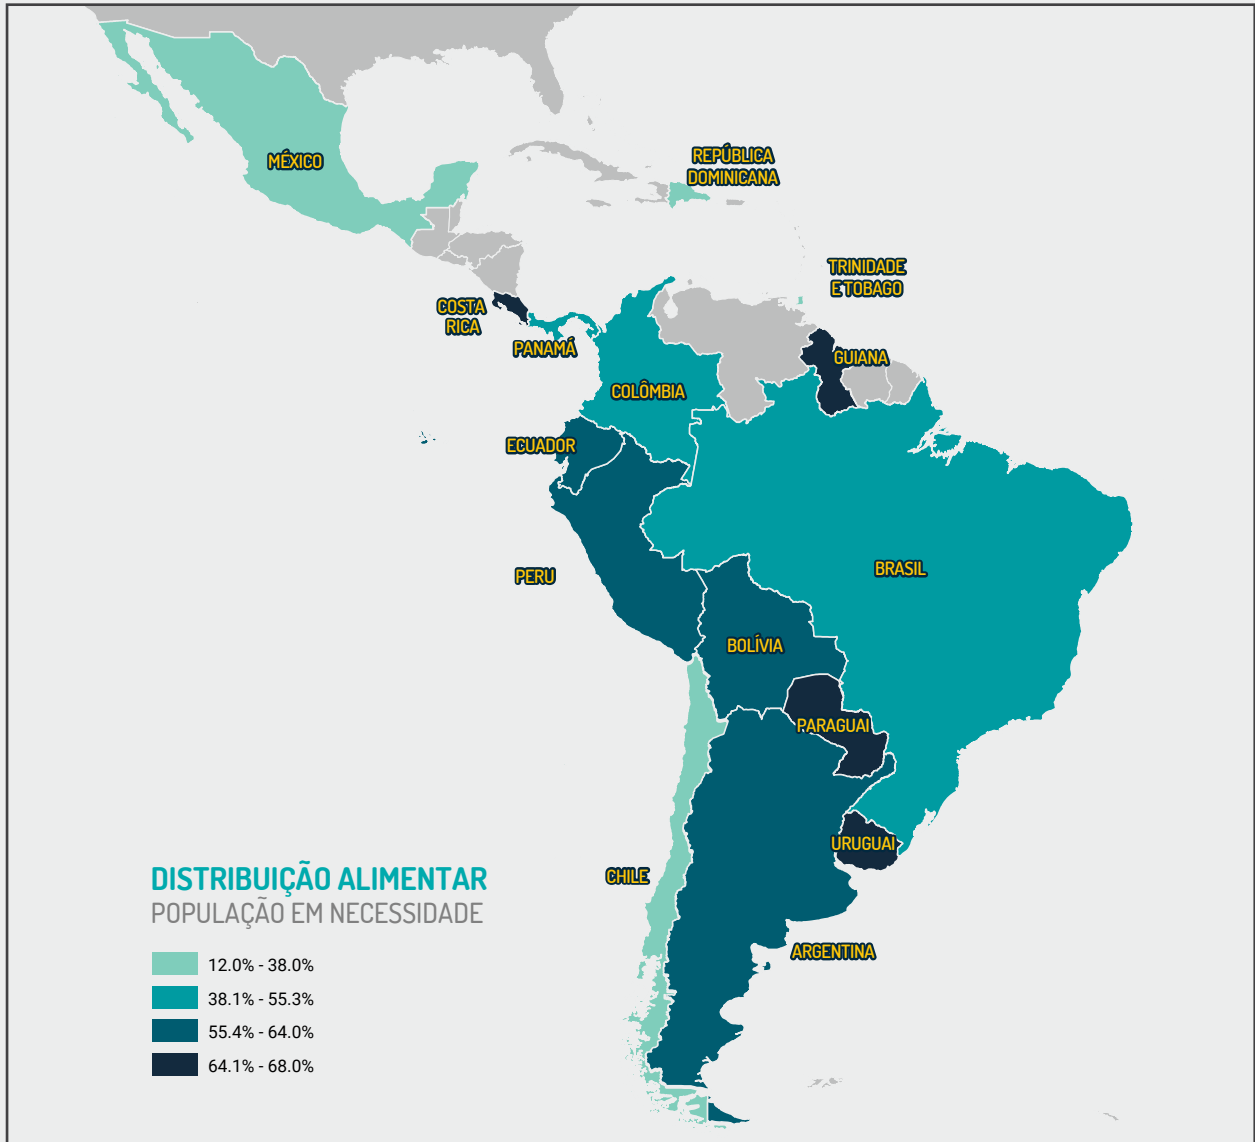 MÉXICO
REPÚBLICA
DOMINICANA
TRINIDADE
E TOBAGO
COSTA
RICA
PANAMÁ
GUIANA
COLÔMBIA
ECUADOR
PERU
BRASIL
BOLÍVIA
PARAGUAI
URUGUAI
CHILE
ARGENTINA
DISTRIBUIÇÃO ALIMENTAR
POPULAÇÃO EM NECESSIDADE
12.0% - 38.0%
38.1% - 55.3%
55.4% - 64.0%
64.1% - 68.0%